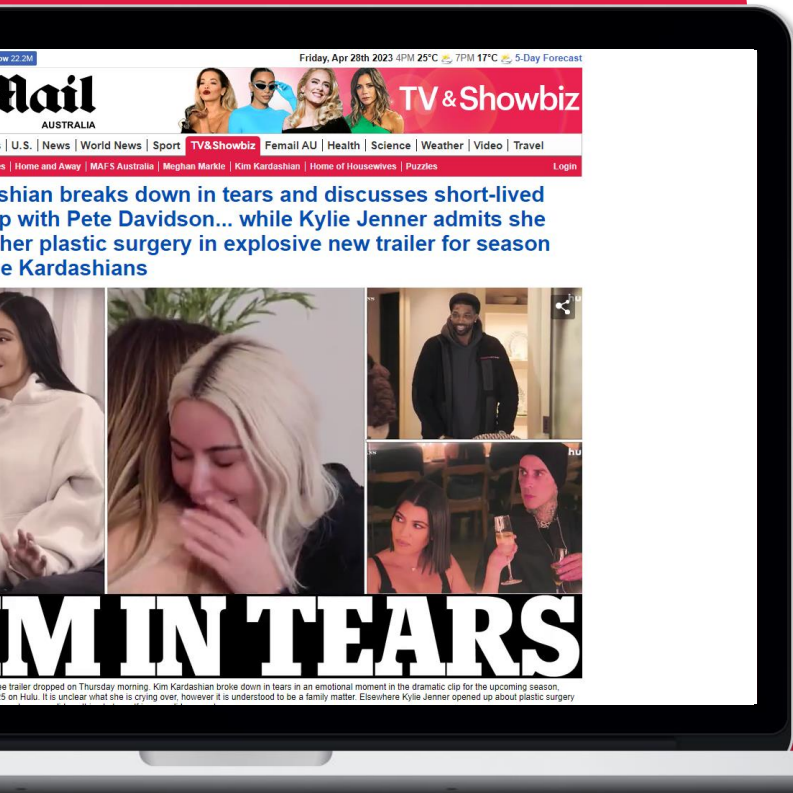 ow 22.2M
Friday, Apr 28th 2023 4PM 25°C 7PM 17°C 5-Day Forecast
Mail
AUSTRALIA
TV&Showbiz
s | U.S. | News | World News | Sport TV&Showbiz Femail AU | Health | Science | Weather | Video | Travel
es | Home and Away | MAFS Australia | Meghan Markle | Kim Kardashian | Home of Housewives | Puzzles Login
shian breaks down in tears and discusses short-lived
p with Pete Davidson... while Kylie Jenner admits she
her plastic surgery in explosive new trailer for season
e Kardashians
ss
hu
ss
hu
M IN TEARS
e trailer dropped on Thursday morning. Kim Kardashian broke down in tears in an emotional moment in the dramatic clip for the upcoming season,
5 on Hulu. It is unclear what she is crying over, however it is understood to be a family matter. Elsewhere Kylie Jenner opened up about plastic surgery